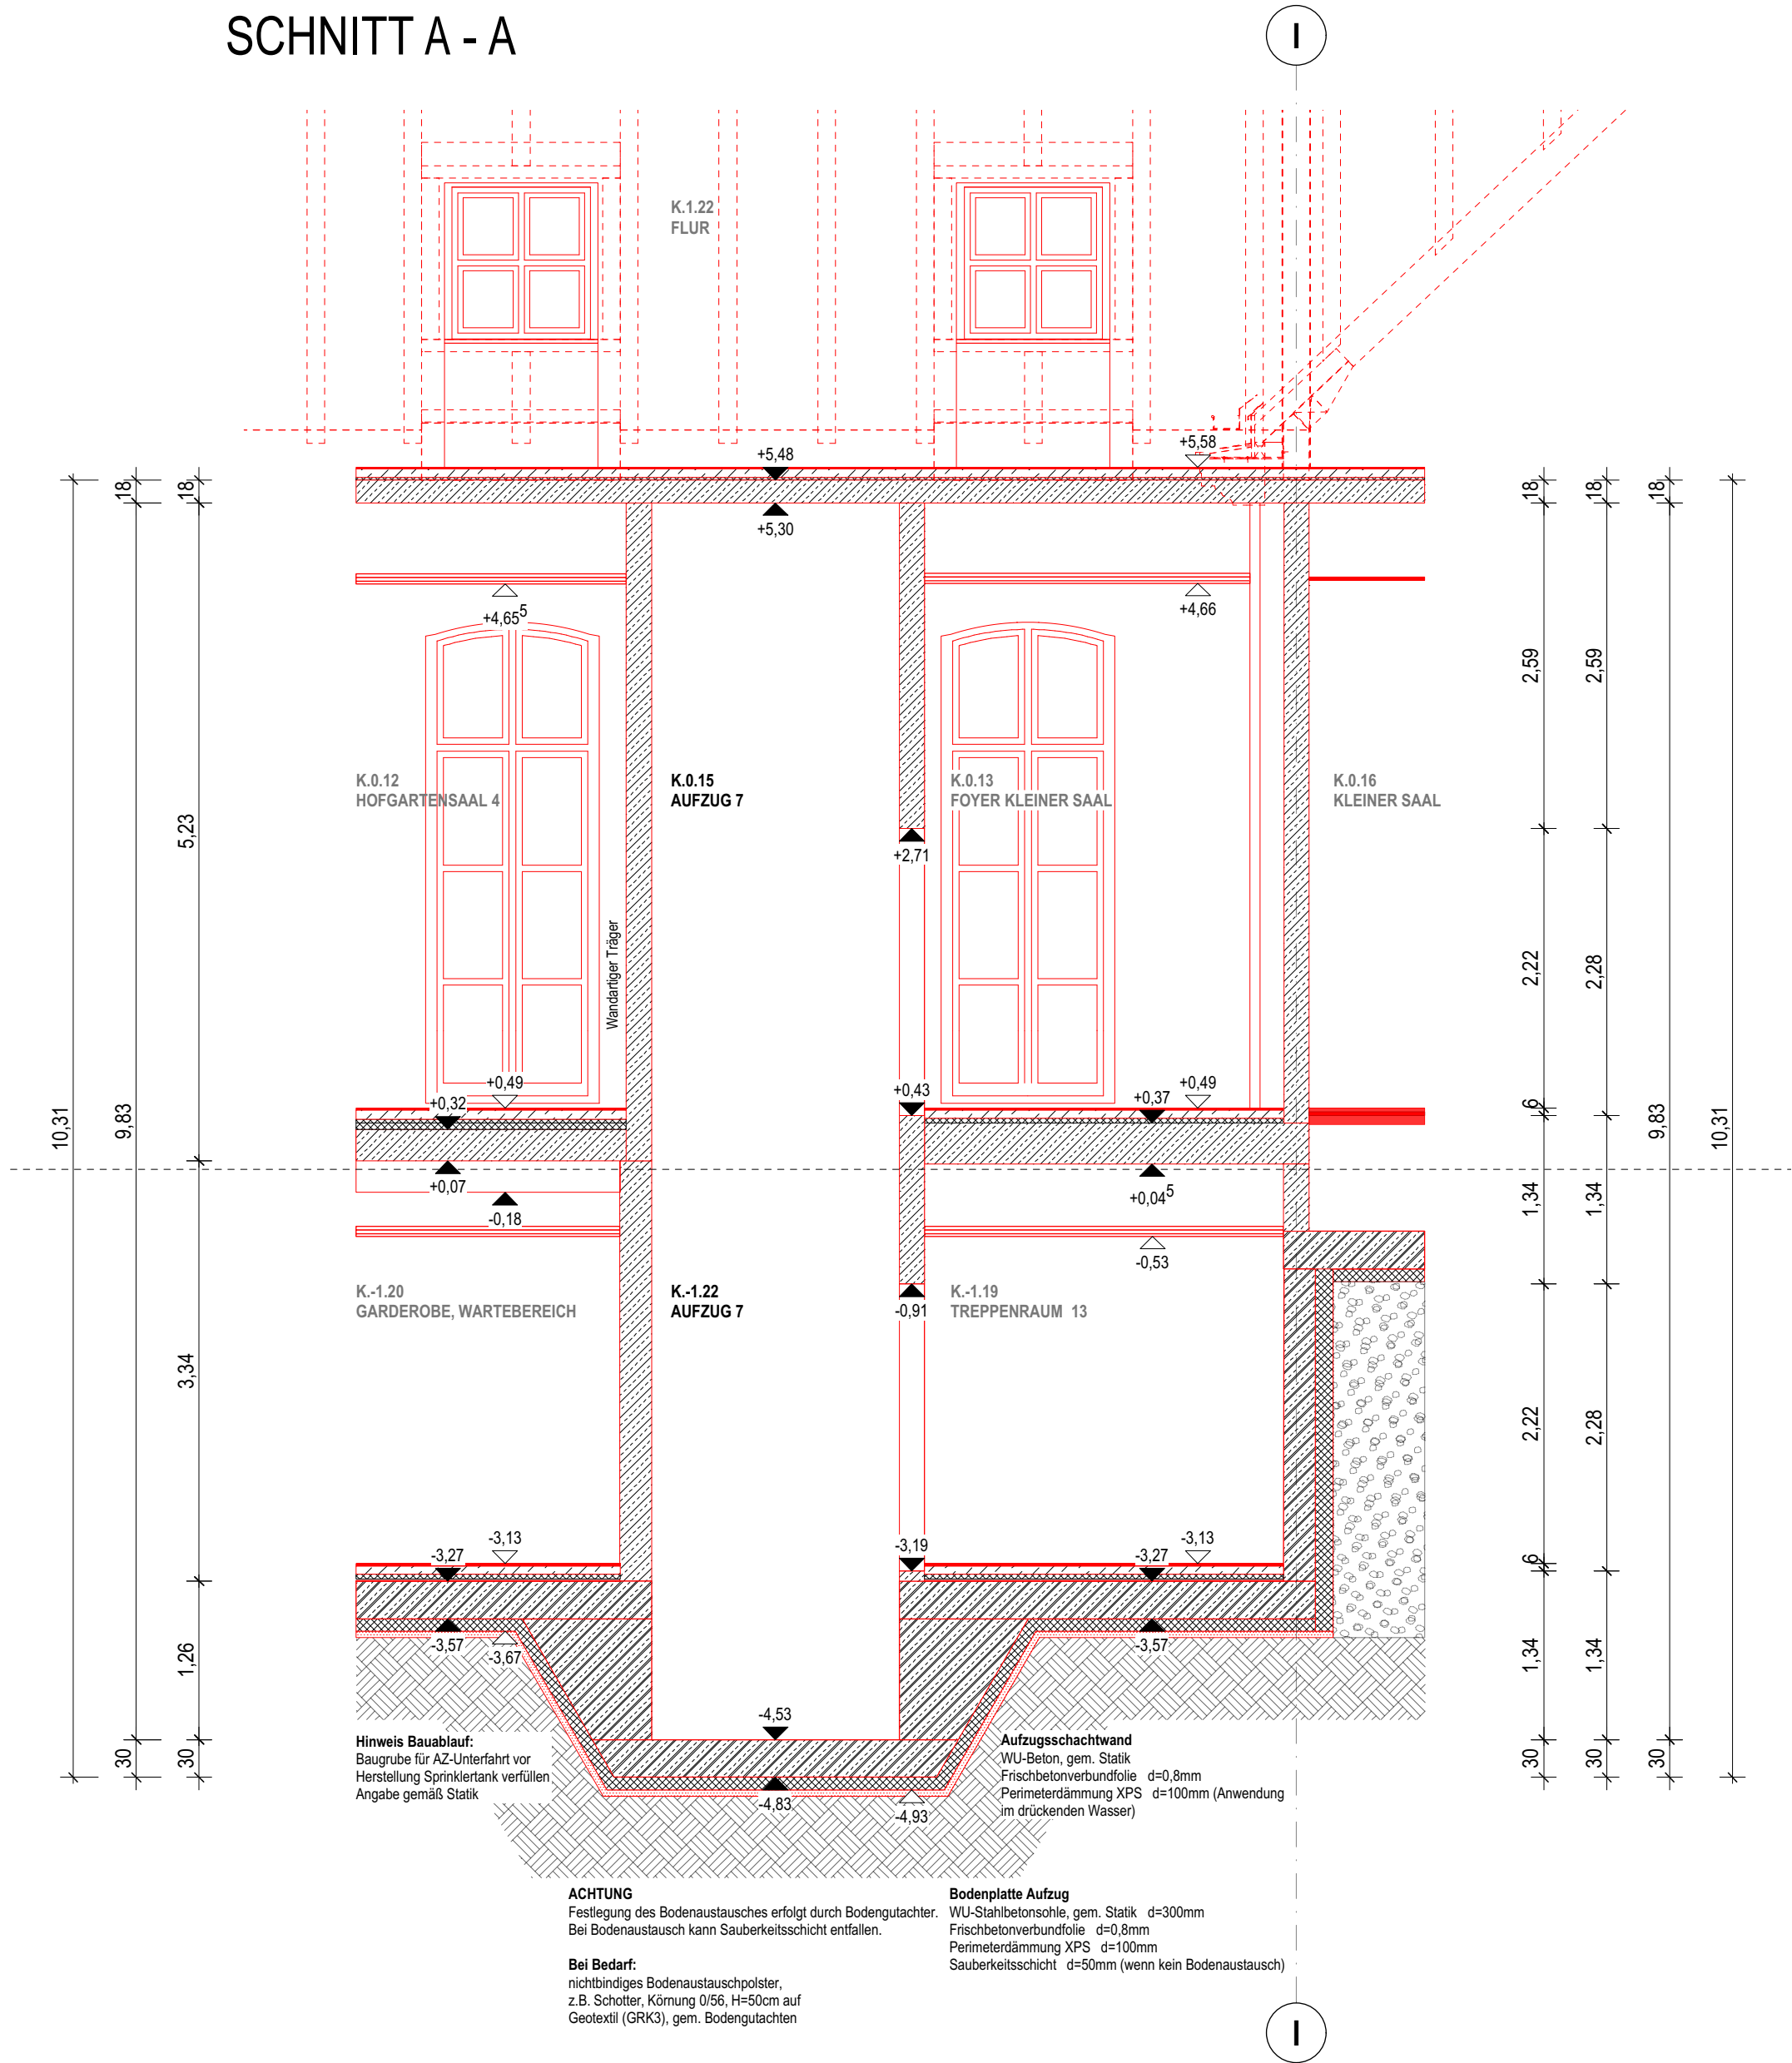 SCHNITT A - A
I
K.1.22
FLUR
+5,58
+5,48
18
18
18
18
18
+5,30
+4,65⁵
+4,66
2,59
2,59
K.0.12
HOFGARTENSAAL 4
K.0.15
AUFZUG 7
K.0.13
FOYER KLEINER SAAL
K.0.16
KLEINER SAAL
5,23
+2,71
Wandartiger Träger
2,22
2,28
+0,49
+0,32
+0,43
+0,37
+0,49
6
10,31
9,83
9,83
10,31
+0,07
-0,18
+0,04⁵
1,34
1,34
-0,53
K.-1.20
GARDEROBE, WARTEBEREICH
K.-1.22
AUFZUG 7
-0,91
K.-1.19
TREPPENRAUM 13
3,34
2,22
2,28
-3,13
-3,27
-3,19
-3,27
-3,13
6
-3,57
-3,67
-3,57
1,26
1,34
1,34
-4,53
30
30
30
30
30
-4,83
-4,93
Hinweis Bauablauf:
Baugrube für AZ-Unterfahrt vor
Herstellung Sprinklertank verfüllen
Angabe gemäß Statik
Aufzugsschachtwand
WU-Beton, gem. Statik
Frischbetonverbundfolie d=0,8mm
Perimeterdämmung XPS d=100mm (Anwendung
im drückenden Wasser)
ACHTUNG
Festlegung des Bodenaustausches erfolgt durch Bodengutachter.
Bei Bodenaustausch kann Sauberkeitsschicht entfallen.
Bei Bedarf:
nichtbindiges Bodenaustauschpolster,
z.B. Schotter, Körnung 0/56, H=50cm auf
Geotextil (GRK3), gem. Bodengutachten
Bodenplatte Aufzug
WU-Stahlbetonsohle, gem. Statik d=300mm
Frischbetonverbundfolie d=0,8mm
Perimeterdämmung XPS d=100mm
Sauberkeitsschicht d=50mm (wenn kein Bodenaustausch)
I